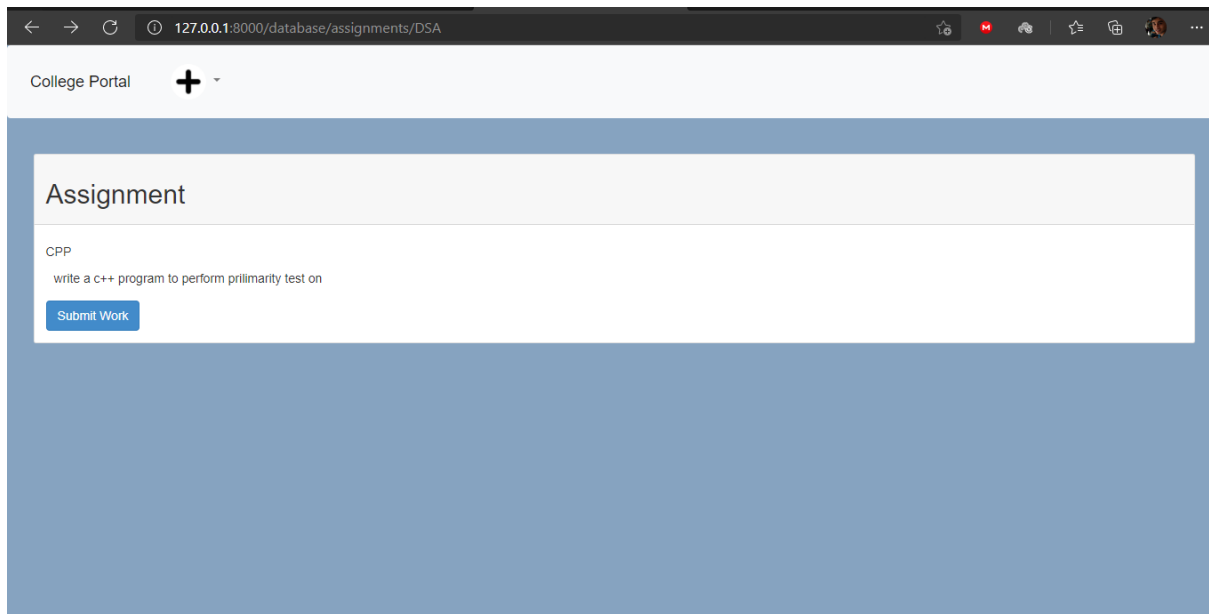 127.0.0.1:8000/database/assignments/DSA
M
College Portal
Assignment
CPP
write a c++ program to perform prilimarity test on
Submit Work